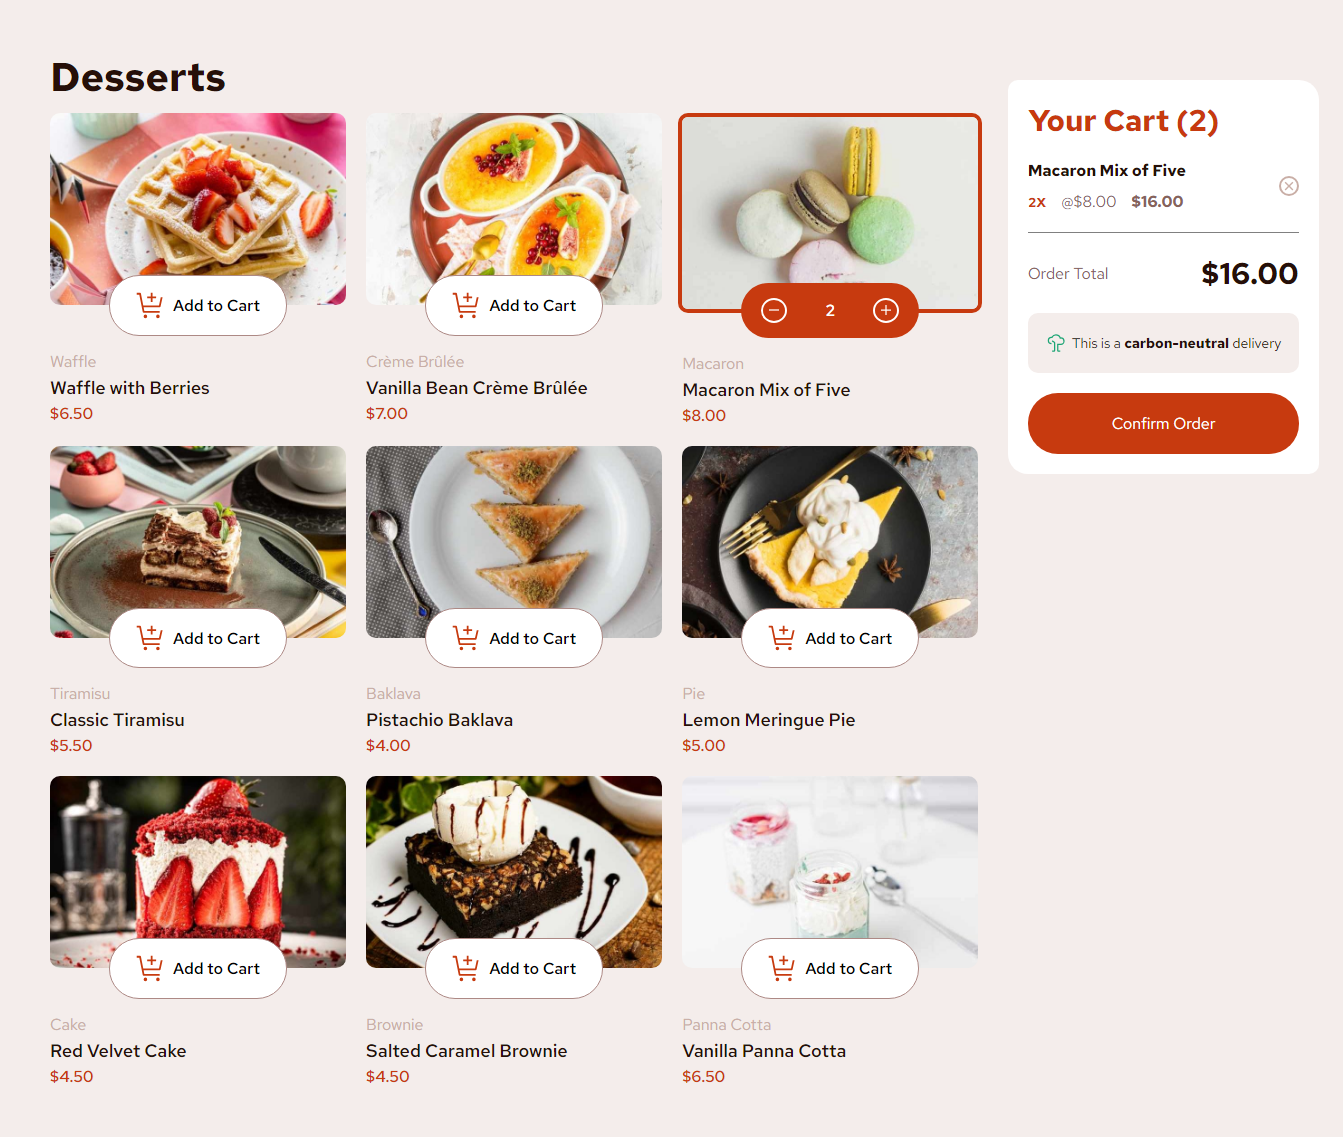 Desserts
Add to Cart
Waffle
Waffle with Berries
$6.50
Add to Cart
Crème Brûlée
Vanilla Bean Crème Brûlée
$7.00
2
Macaron
Macaron Mix of Five
$8.00
Add to Cart
Tiramisu
Classic Tiramisu
$5.50
Add to Cart
Baklava
Pistachio Baklava
$4.00
Add to Cart
Pie
Lemon Meringue Pie
$5.00
Add to Cart
Cake
Red Velvet Cake
$4.50
Add to Cart
Brownie
Salted Caramel Brownie
$4.50
Add to Cart
Panna Cotta
Vanilla Panna Cotta
$6.50
Your Cart (2)
Macaron Mix of Five
2X @$8.00 $16.00
Order Total $16.00
This is a carbon-neutral delivery
Confirm Order